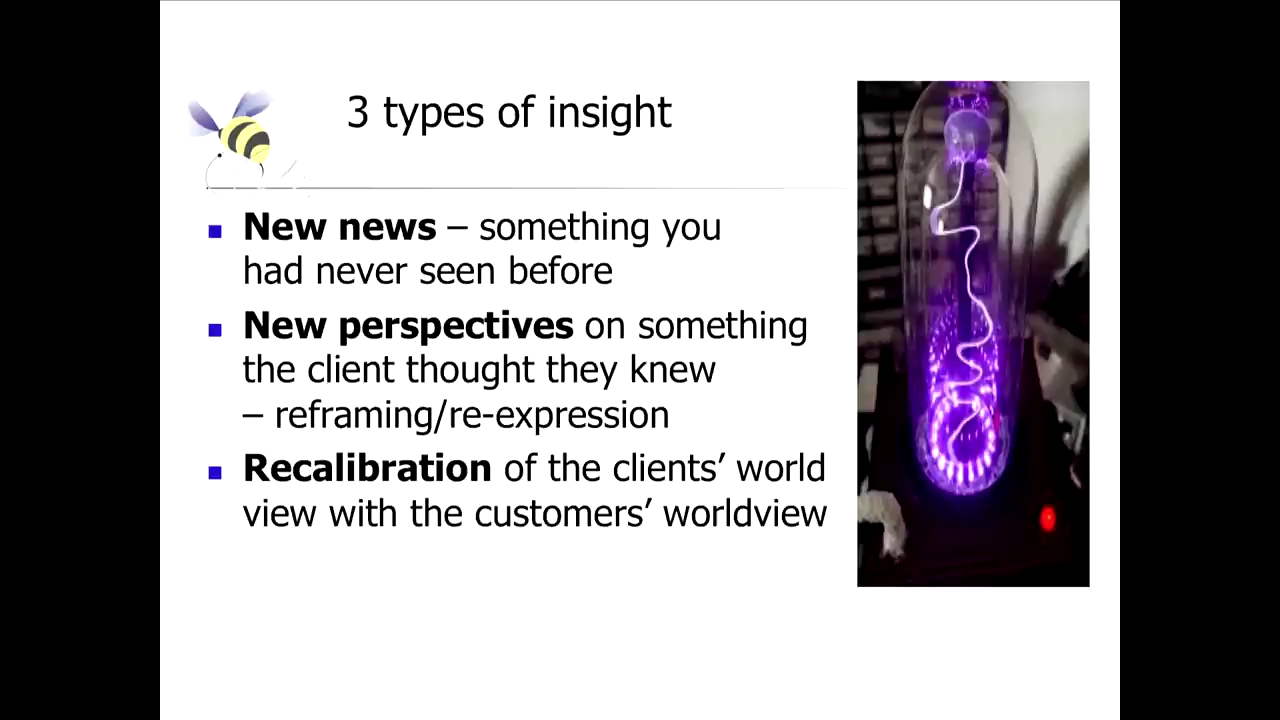 3 types of insight
New news – something you
had never seen before
New perspectives on something
the client thought they knew
– reframing/re-expression
Recalibration of the clients’ world
view with the customers’ worldview